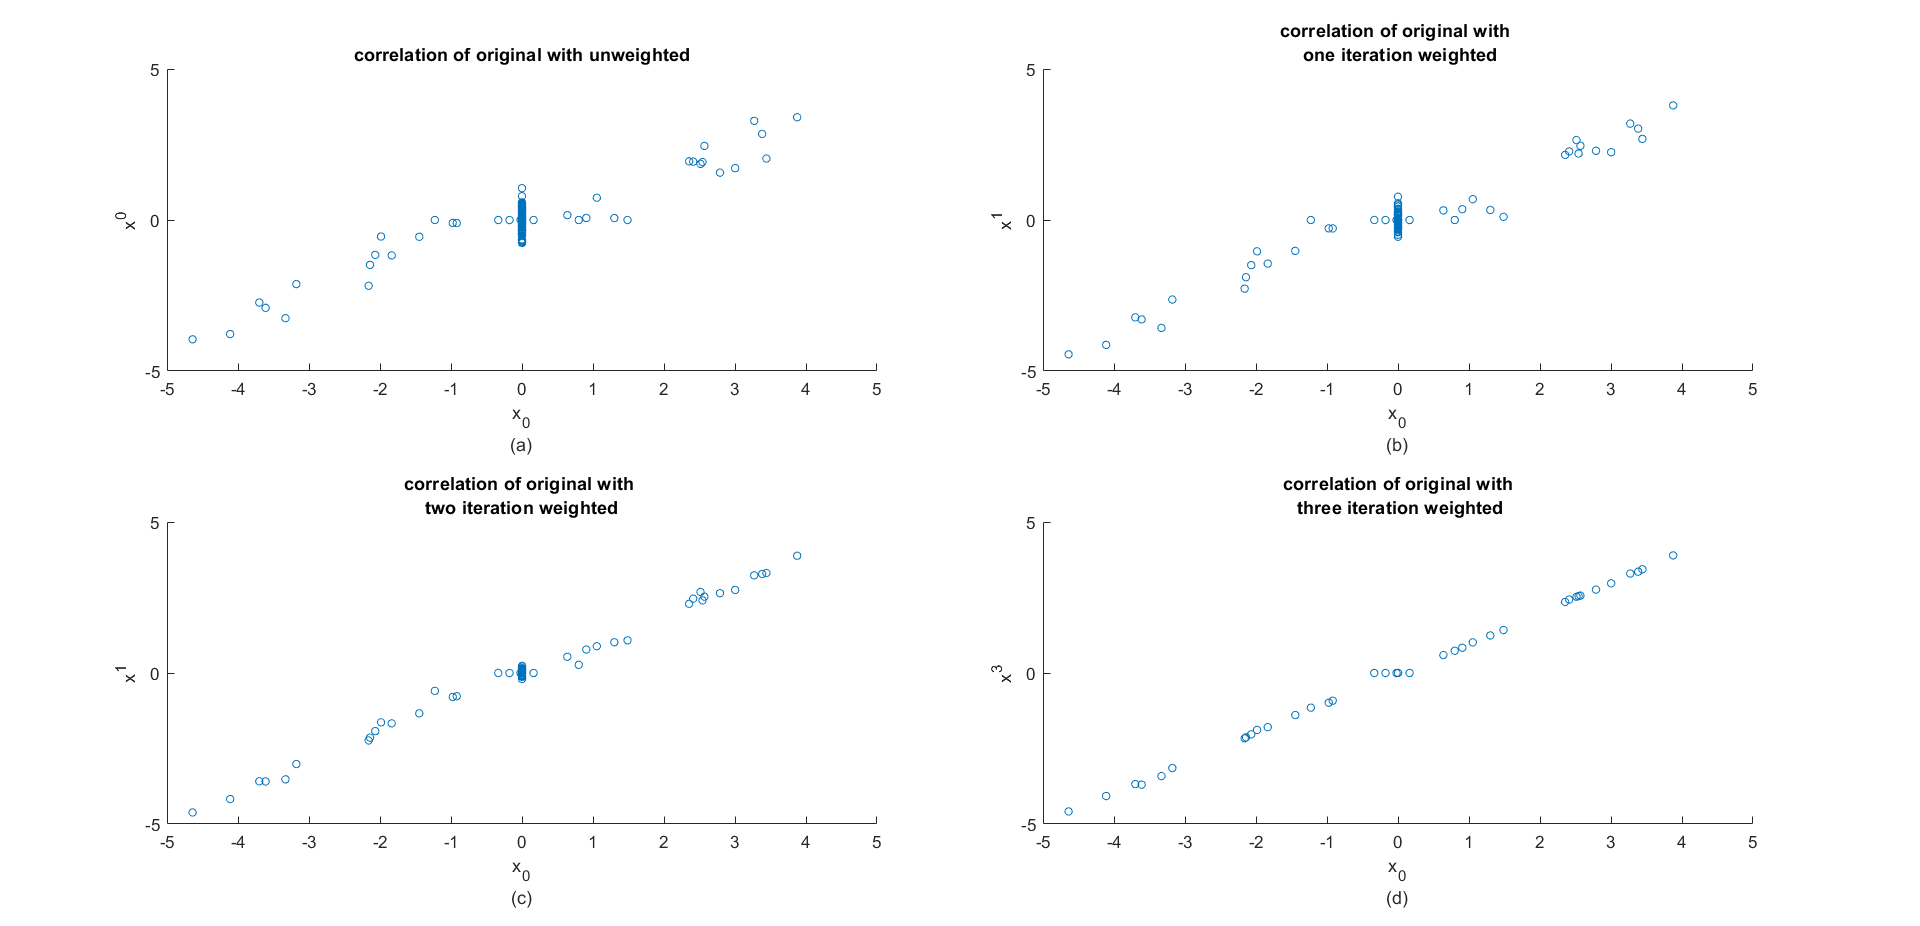 correlation of original with unweighted
5
0
-5
x^0
-5 -4 -3 -2 -1 0 1 2 3 4 5
x_0
(a)
correlation of original with
one iteration weighted
5
0
-5
x^1
-5 -4 -3 -2 -1 0 1 2 3 4 5
x_0
(b)
correlation of original with
two iteration weighted
5
0
-5
x^1
-5 -4 -3 -2 -1 0 1 2 3 4 5
x_0
(c)
correlation of original with
three iteration weighted
5
0
-5
x^3
-5 -4 -3 -2 -1 0 1 2 3 4 5
x_0
(d)